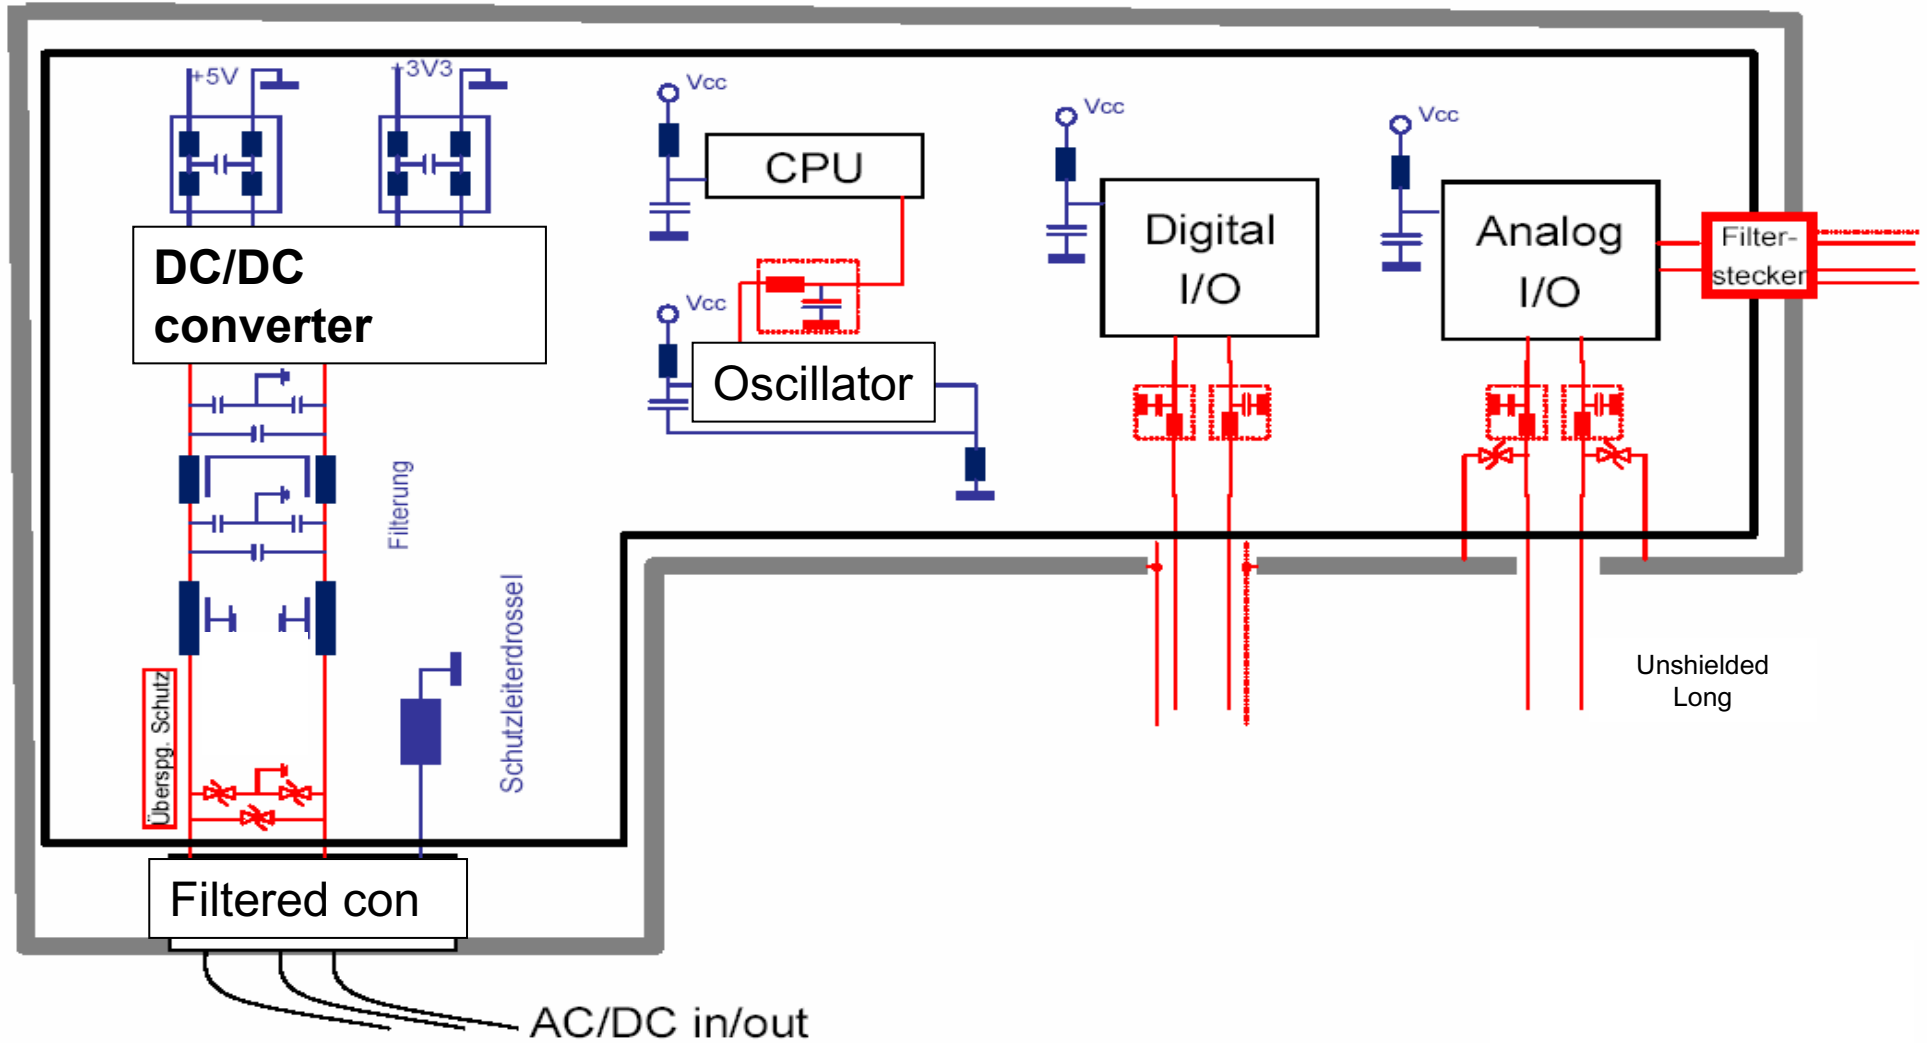 +5V
+3V3
Vcc
CPU
Vcc
Digital
I/O
Vcc
Analog
I/O
Filter-
stecker
DC/DC
converter
Vcc
Oscillator
Filterung
Schutzleiterdrossel
Überspg. Schutz
Unshielded
Long
Filtered con
AC/DC in/out